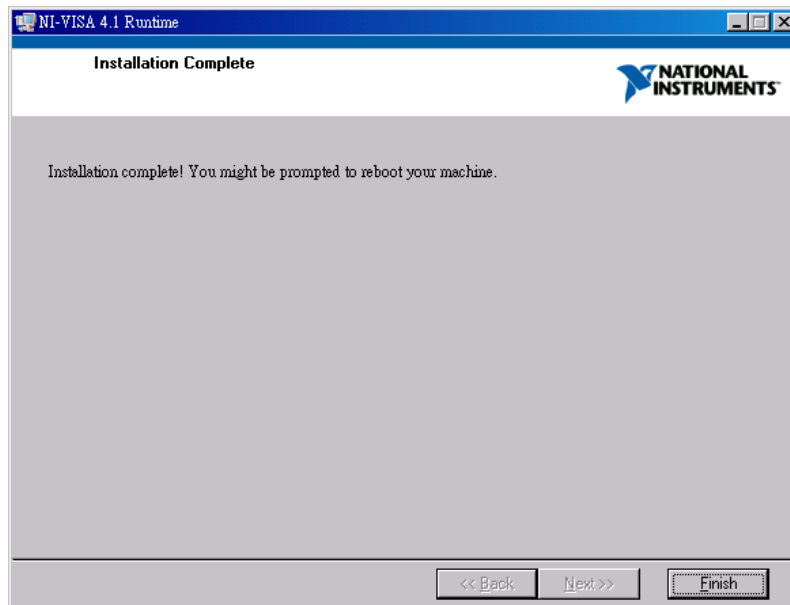 NI-VISA 4.1 Runtime
Installation Complete
NATIONAL
INSTRUMENTS
Installation complete! You might be prompted to reboot your machine.
<< Back Next >> Finish